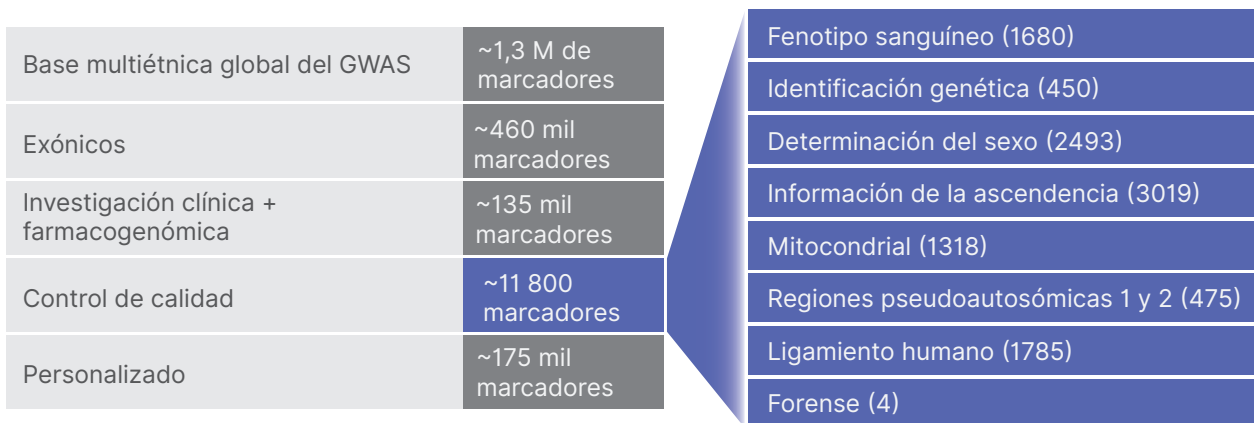 Base multiétnica global del GWAS
~1,3 M de
marcadores
Exónicos
~460 mil
marcadores
Investigación clínica +
farmacogenómica
~135 mil
marcadores
Control de calidad
~11 800
marcadores
Personalizado
~175 mil
marcadores
Fenotipo sanguíneo (1680)
Identificación genética (450)
Determinación del sexo (2493)
Información de la ascendencia (3019)
Mitocondrial (1318)
Regiones pseudoautosómicas 1 y 2 (475)
Ligamiento humano (1785)
Forense (4)